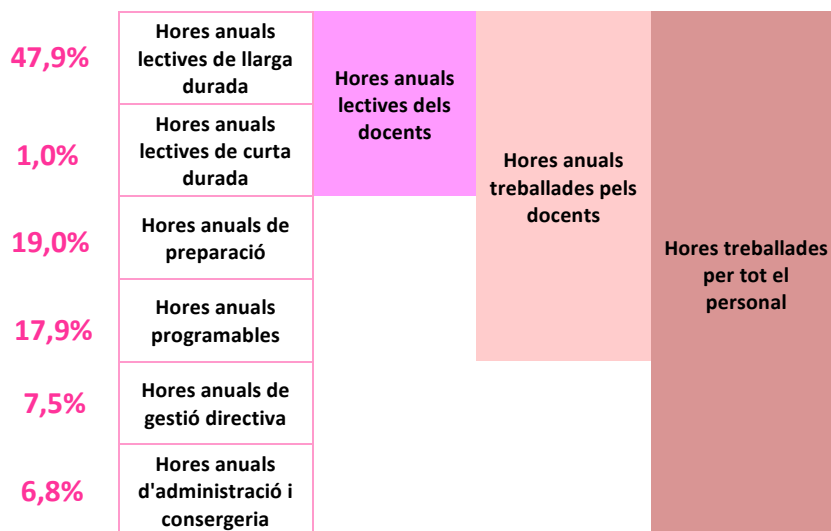 47,9%
Hores anuals
lectives de llarga
durada
1,0%
Hores anuals
lectives de curta
durada
19,0%
Hores anuals de
preparació
17,9%
Hores anuals
programables
7,5%
Hores anuals de
gestió directiva
6,8%
Hores anuals
d'administració i
consergeria
Hores anuals
lectives dels
docents
Hores anuals
treballades pels
docents
Hores treballades
per tot el
personal